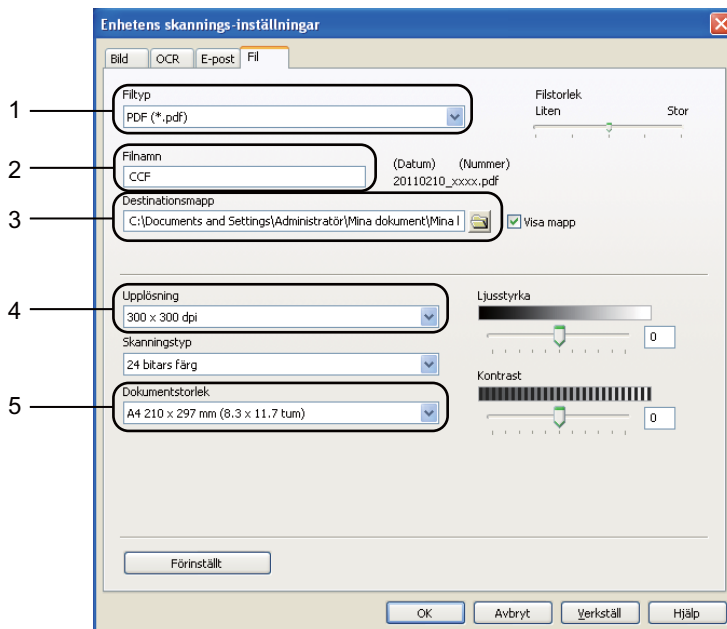 Enhetens skannings-inställningar
Bild OCR E-post Fil
1
Filtyp
PDF (*.pdf)
Filstorlek
Liten Stor
2
Filnamn
CCF
(Datum) (Nummer)
20110210_xxxx.pdf
3
Destinationsmapp
C:\Documents and Settings\Administratör\Mina dokument\Mina l
Visa mapp
4
Upplösning
300 x 300 dpi
Ljusstyrka
0
Skanningstyp
24 bitars färg
Kontrast
0
5
Dokumentstorlek
A4 210 x 297 mm (8.3 x 11.7 tum)
Förinställt
OK Avbryt Verkställ Hjälp